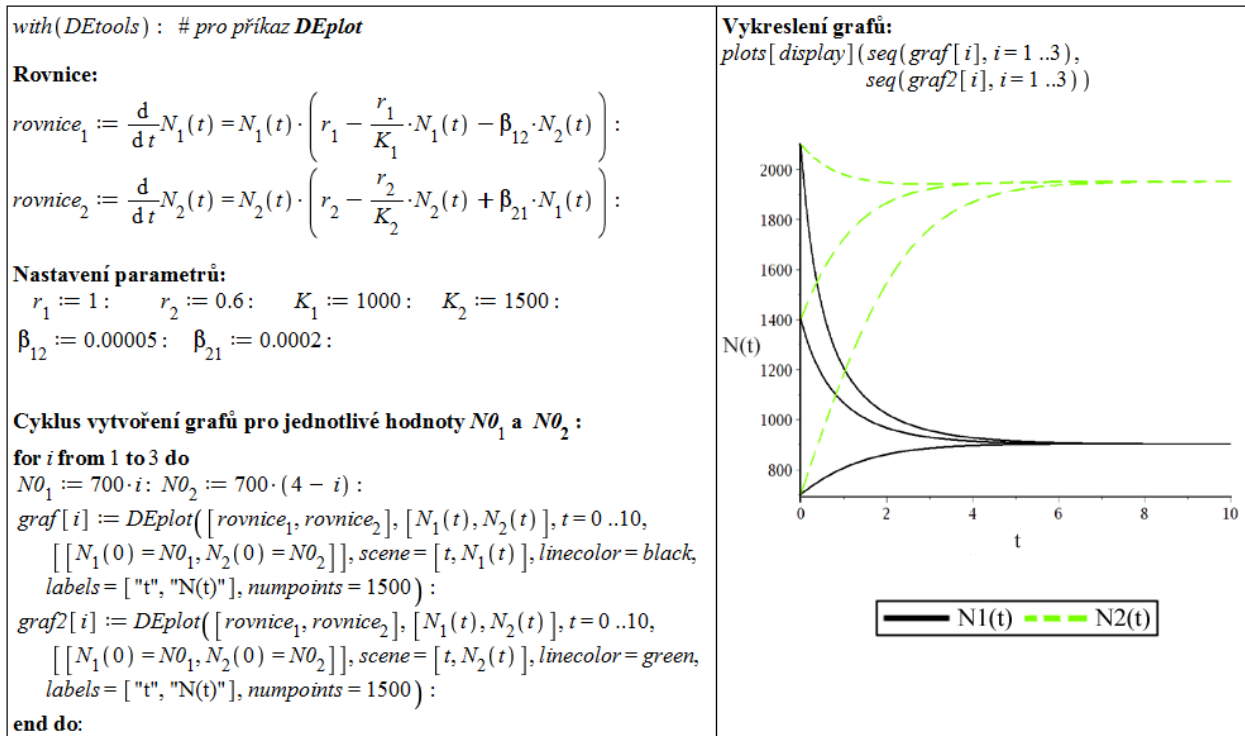 with(DEtools) : # pro příkaz DEplot
Rovnice:
rovnice₁ := d/dt N₁(t) = N₁(t) · (r₁ − r₁/K₁ · N₁(t) − β₁₂ · N₂(t)) :
rovnice₂ := d/dt N₂(t) = N₂(t) · (r₂ − r₂/K₂ · N₂(t) + β₂₁ · N₁(t)) :
Nastavení parametrů:
r₁ := 1 : r₂ := 0.6 : K₁ := 1000 : K₂ := 1500 :
β₁₂ := 0.00005 : β₂₁ := 0.0002 :
Cyklus vytvoření grafů pro jednotlivé hodnoty N0₁ a N0₂ :
for i from 1 to 3 do
N0₁ := 700·i : N0₂ := 700·(4 − i) :
graf[i] := DEplot([rovnice₁, rovnice₂], [N₁(t), N₂(t)], t = 0 ..10,
[[N₁(0) = N0₁, N₂(0) = N0₂]], scene = [t, N₁(t)], linecolor = black,
labels = ["t", "N(t)"], numpoints = 1500) :
graf2[i] := DEplot([rovnice₁, rovnice₂], [N₁(t), N₂(t)], t = 0 ..10,
[[N₁(0) = N0₁, N₂(0) = N0₂]], scene = [t, N₂(t)], linecolor = green,
labels = ["t", "N(t)"], numpoints = 1500) :
end do:
Vykreslení grafů:
plots[display](seq(graf[i], i = 1 ..3),
seq(graf2[i], i = 1 ..3))
2000
1800
1600
1400
N(t)
1200
1000
800
0 2 4 6 8 10
t
N1(t) N2(t)